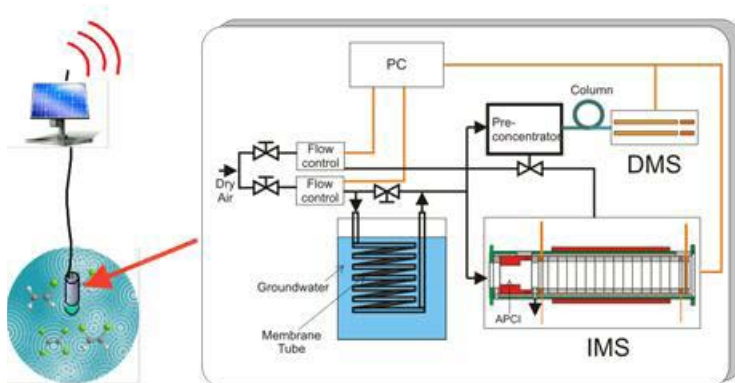 PC
Column
Pre-
concentrator
DMS
Flow
control
Dry
Air
Flow
control
Groundwater
Membrane
Tube
APCI
IMS